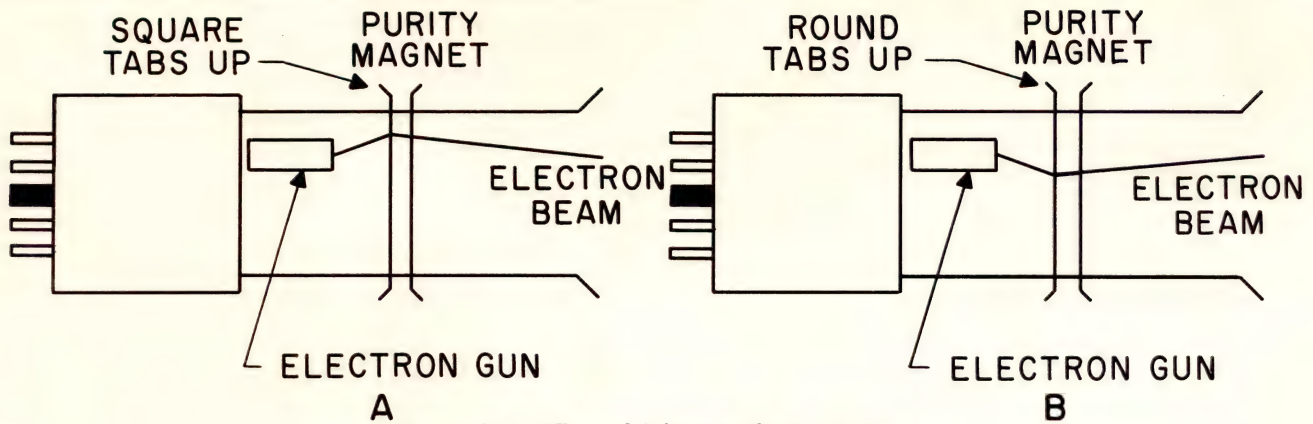 SQUARE
TABS UP
PURITY
MAGNET
ELECTRON
BEAM
ELECTRON GUN
A
ROUND
TABS UP
PURITY
MAGNET
ELECTRON
BEAM
ELECTRON GUN
B